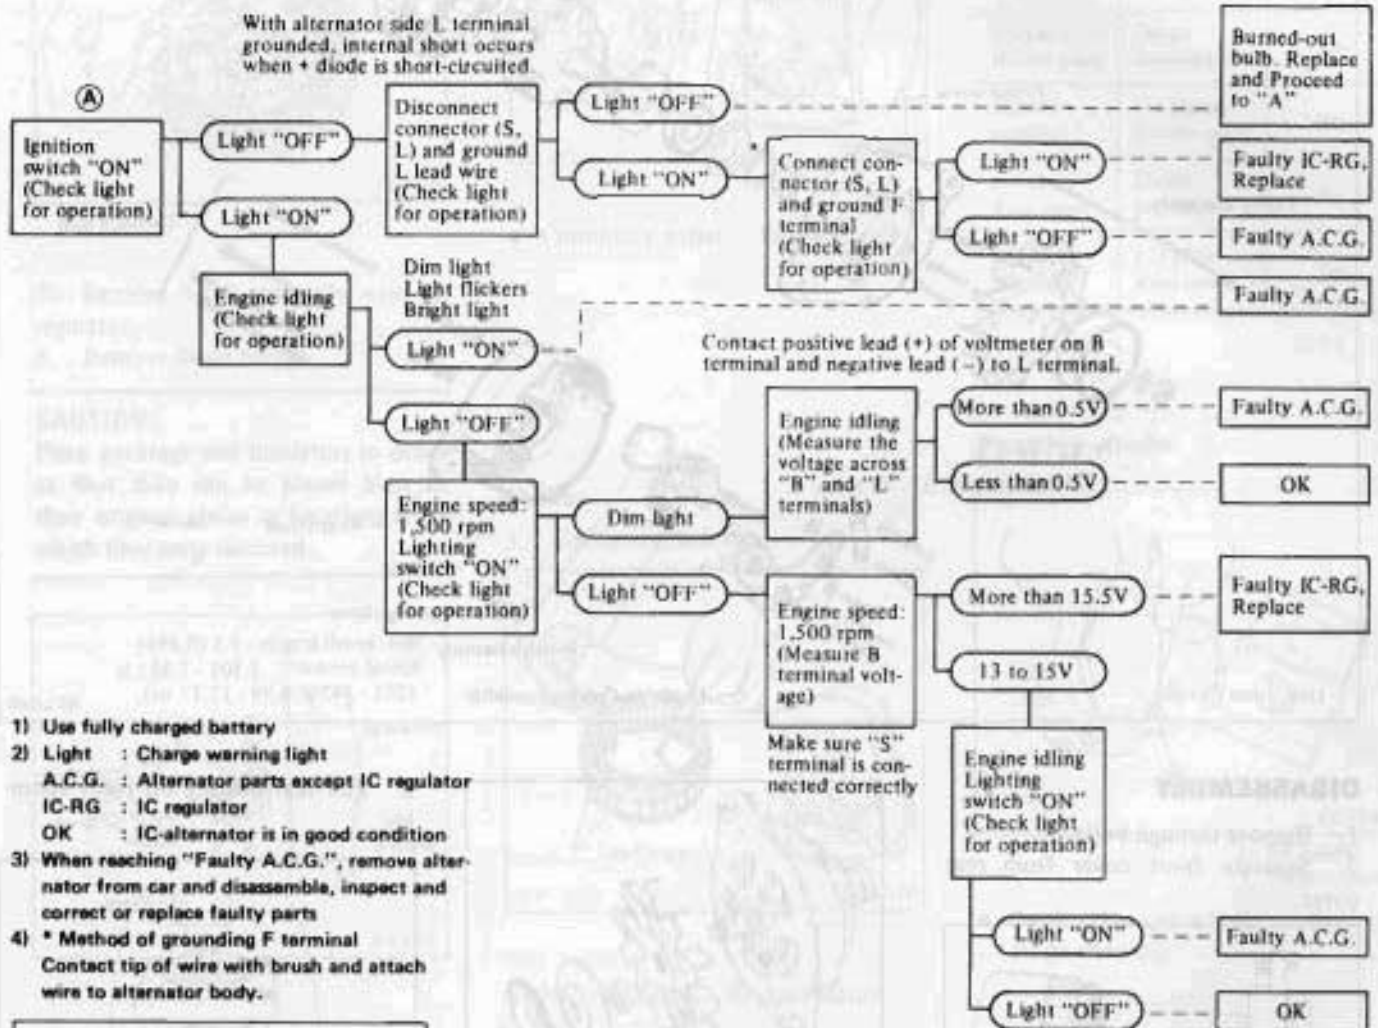 With alternator side L terminal
grounded, internal short occurs
when + diode is short-circuited
A
Ignition
switch "ON"
(Check light
for operation)
Light "OFF"
Light "ON"
Disconnect
connector (S,
L) and ground
L lead wire
(Check light
for operation)
Light "OFF"
Light "ON"
Burned-out
bulb. Replace
and Proceed
to "A"
*
Connect con-
nector (S, L)
and ground F
terminal
(Check light
for operation)
Light "ON"
Light "OFF"
Faulty IC-RG,
Replace
Faulty A.C.G.
Faulty A.C.G.
Engine idling
(Check light
for operation)
Dim light
Light flickers
Bright light
Light "ON"
Light "OFF"
Contact positive lead (+) of voltmeter on B
terminal and negative lead (-) to L terminal.
Engine idling
(Measure the
voltage across
"B" and "L"
terminals)
More than 0.5V
Less than 0.5V
Faulty A.C.G.
OK
Engine speed:
1,500 rpm
Lighting
switch "ON"
(Check light
for operation)
Dim light
Light "OFF"
Engine speed:
1,500 rpm
(Measure B
terminal volt-
age)
Make sure "S"
terminal is con-
nected correctly
More than 15.5V
13 to 15V
Faulty IC-RG,
Replace
Engine idling
Lighting
switch "ON"
(Check light
for operation)
Light "ON"
Light "OFF"
Faulty A.C.G.
OK
1) Use fully charged battery
2) Light : Charge warning light
A.C.G. : Alternator parts except IC regulator
IC-RG : IC regulator
OK : IC-alternator is in good condition
3) When reaching "Faulty A.C.G.", remove alter-
nator from car and disassemble, inspect and
correct or replace faulty parts
4) * Method of grounding F terminal
Contact tip of wire with brush and attach
wire to alternator body.